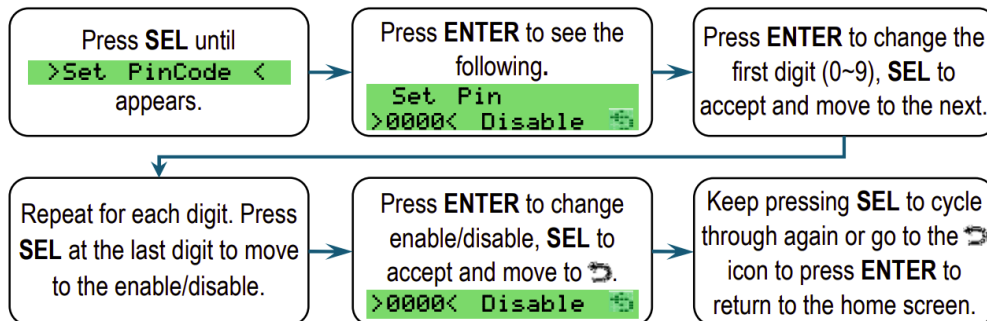 Press SEL until
>Set PinCode <
appears.
Press ENTER to see the
following.
Set Pin
>0000< Disable ⮌
Press ENTER to change the
first digit (0~9), SEL to
accept and move to the next.
Repeat for each digit. Press
SEL at the last digit to move
to the enable/disable.
Press ENTER to change
enable/disable, SEL to
accept and move to ⮌.
>0000< Disable ⮌
Keep pressing SEL to cycle
through again or go to the ⮌
icon to press ENTER to
return to the home screen.